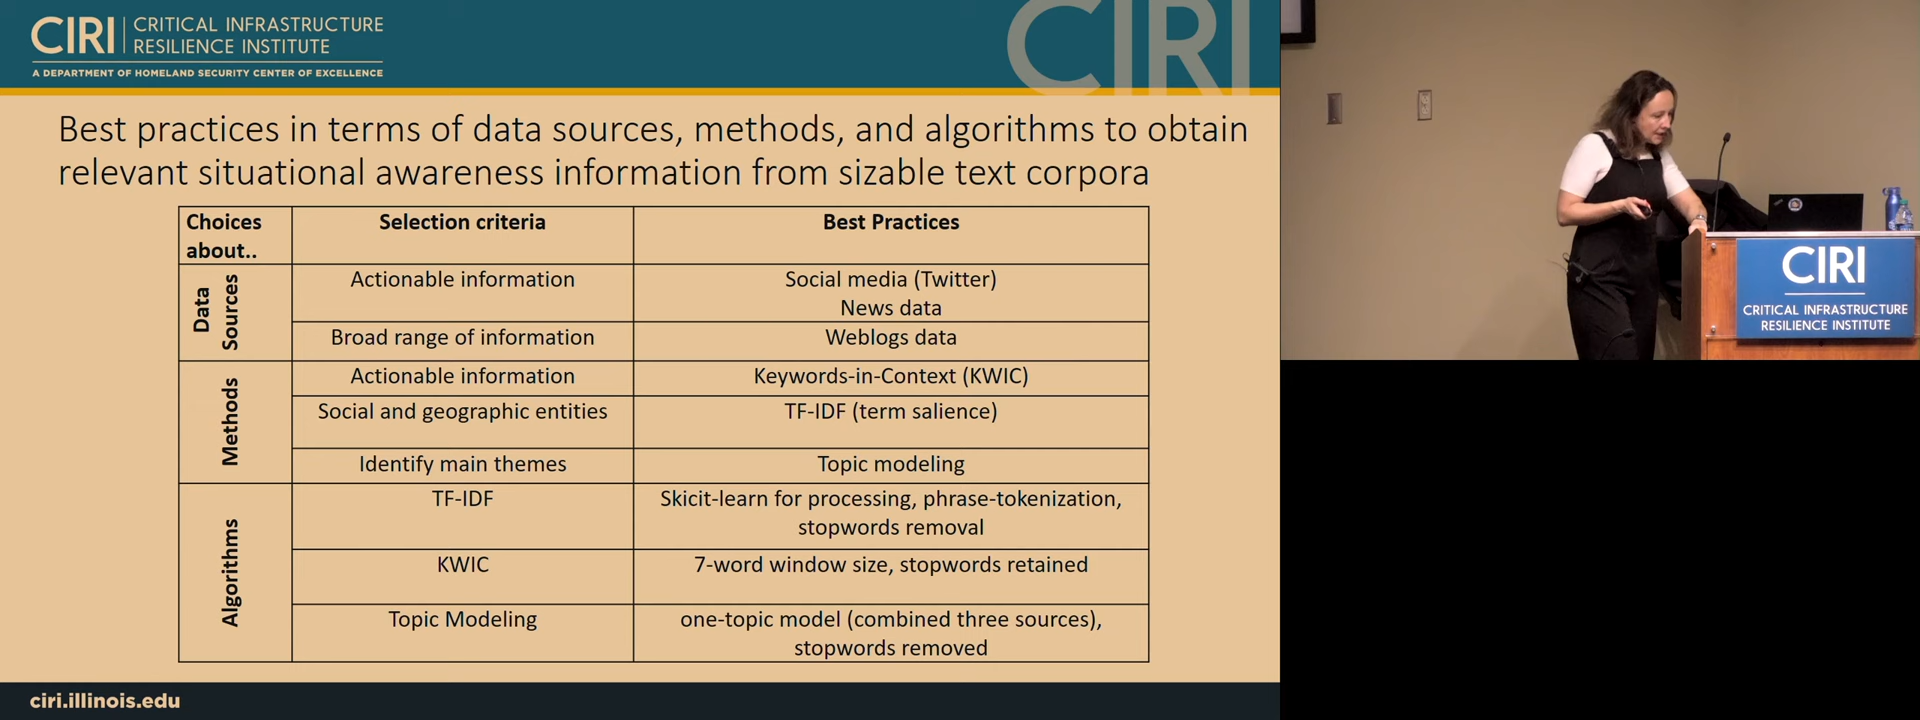 CIRI
CRITICAL INFRASTRUCTURE
RESILIENCE INSTITUTE
A DEPARTMENT OF HOMELAND SECURITY CENTER OF EXCELLENCE
CIRI
Best practices in terms of data sources, methods, and algorithms to obtain
relevant situational awareness information from sizable text corpora
Choices
about..
Selection criteria
Best Practices
Data
Sources
Actionable information
Social media (Twitter)
News data
Broad range of information
Weblogs data
Methods
Actionable information
Keywords-in-Context (KWIC)
Social and geographic entities
TF-IDF (term salience)
Identify main themes
Topic modeling
Algorithms
TF-IDF
Skicit-learn for processing, phrase-tokenization,
stopwords removal
KWIC
7-word window size, stopwords retained
Topic Modeling
one-topic model (combined three sources),
stopwords removed
ciri.illinois.edu
CIRI
CRITICAL INFRASTRUCTURE
RESILIENCE INSTITUTE